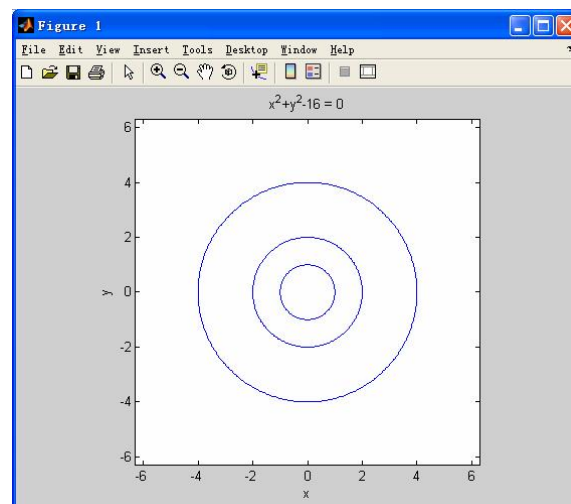 Figure 1
File Edit View Insert Tools Desktop Window Help
x²+y²-16 = 0
6
4
2
0
-2
-4
-6
y
-6 -4 -2 0 2 4 6
x